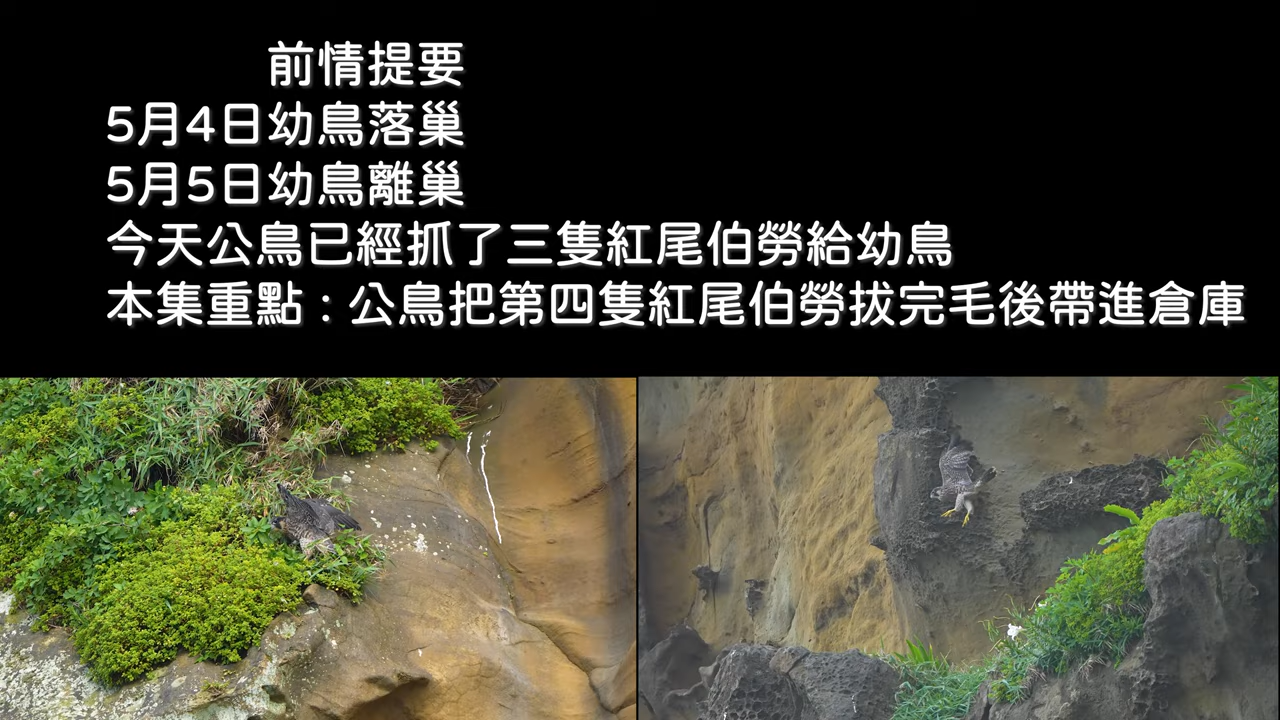 前情提要
5月4日幼鳥落巢
5月5日幼鳥離巢
今天公鳥已經抓了三隻紅尾伯勞給幼鳥
本集重點：公鳥把第四隻紅尾伯勞拔完毛後帶進倉庫